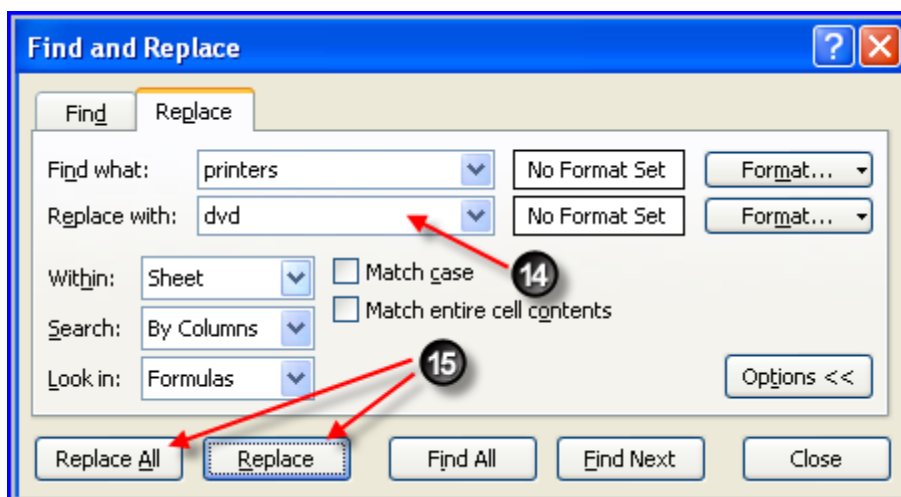 Find and Replace ?
Find Replace
Find what: printers No Format Set Format...
Replace with: dvd No Format Set Format...
14
Within: Sheet Match case
Match entire cell contents
Search: By Columns
15
Look in: Formulas Options <<
Replace All Replace Find All Find Next Close